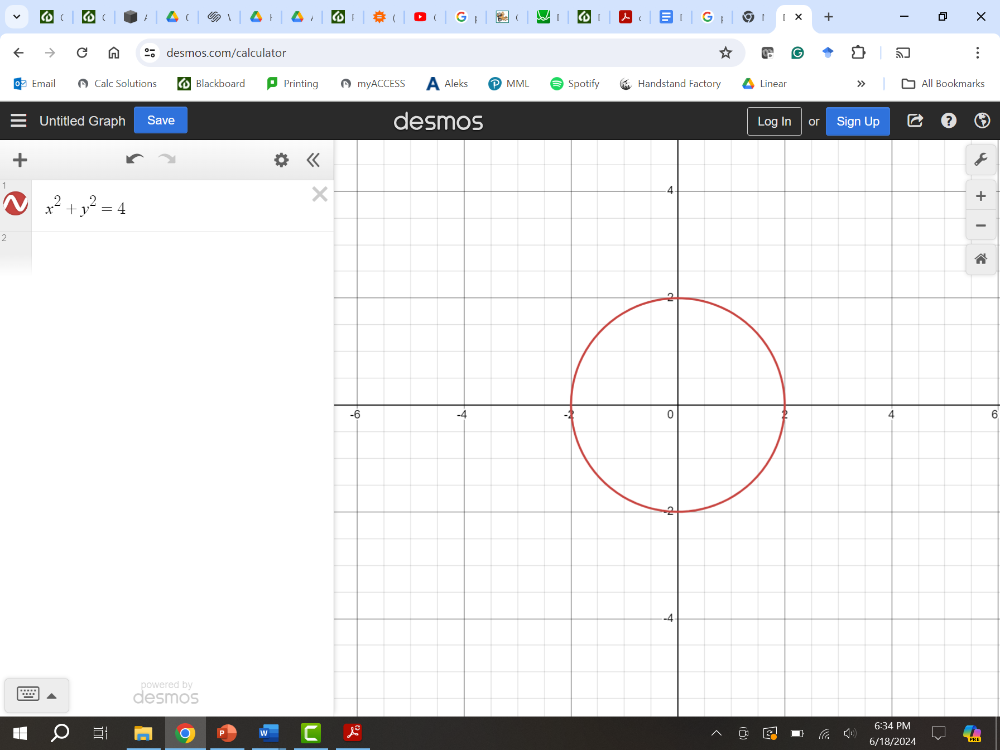 desmos.com/calculator
Email Calc Solutions Blackboard Printing myACCESS Aleks MML Spotify Handstand Factory Linear » All Bookmarks
Untitled Graph Save desmos Log In or Sign Up
1
x² + y² = 4
2
4
2
-6 -4 -2 0 2 4 6
-2
-4
powered by
desmos
6:34 PM
6/18/2024
PRE